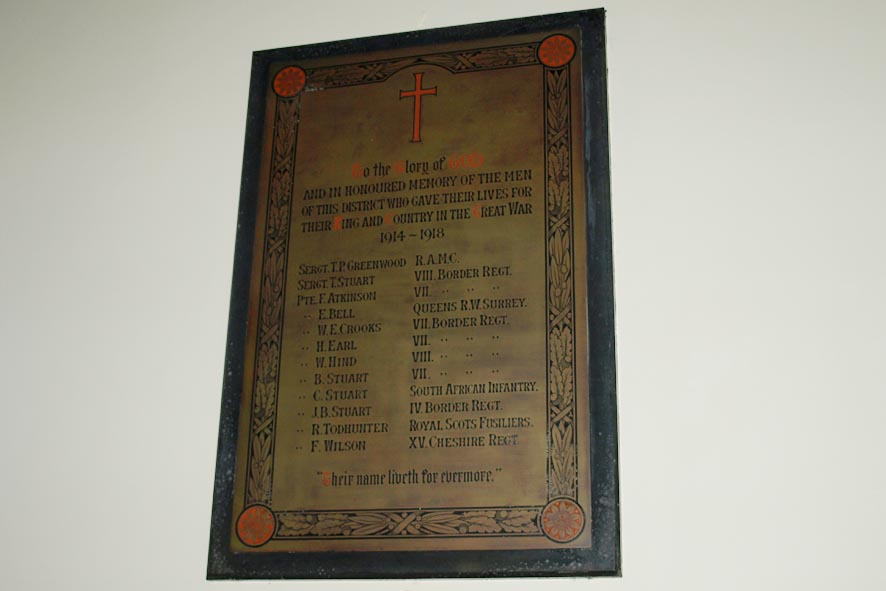 To the Glory of God
AND IN HONOURED MEMORY OF THE MEN
OF THIS DISTRICT WHO GAVE THEIR LIVES FOR
THEIR KING AND COUNTRY IN THE GREAT WAR
1914 ~ 1918
SERGT. T.P. GREENWOOD R.A.M.C.
SERGT. T. STUART VIII. BORDER REGT.
PTE. F. ATKINSON VII. " " "
" E. BELL QUEENS R.W. SURREY.
" W.E. CROOKS VII. BORDER REGT.
" H. EARL VII. " " "
" W. HIND VIII. " " "
" B. STUART VII. " " "
" C. STUART SOUTH AFRICAN INFANTRY.
" J.B. STUART IV. BORDER REGT.
" R. TODHUNTER ROYAL SCOTS FUSILIERS.
" F. WILSON XV. CHESHIRE REGT
"Their name liveth for evermore."